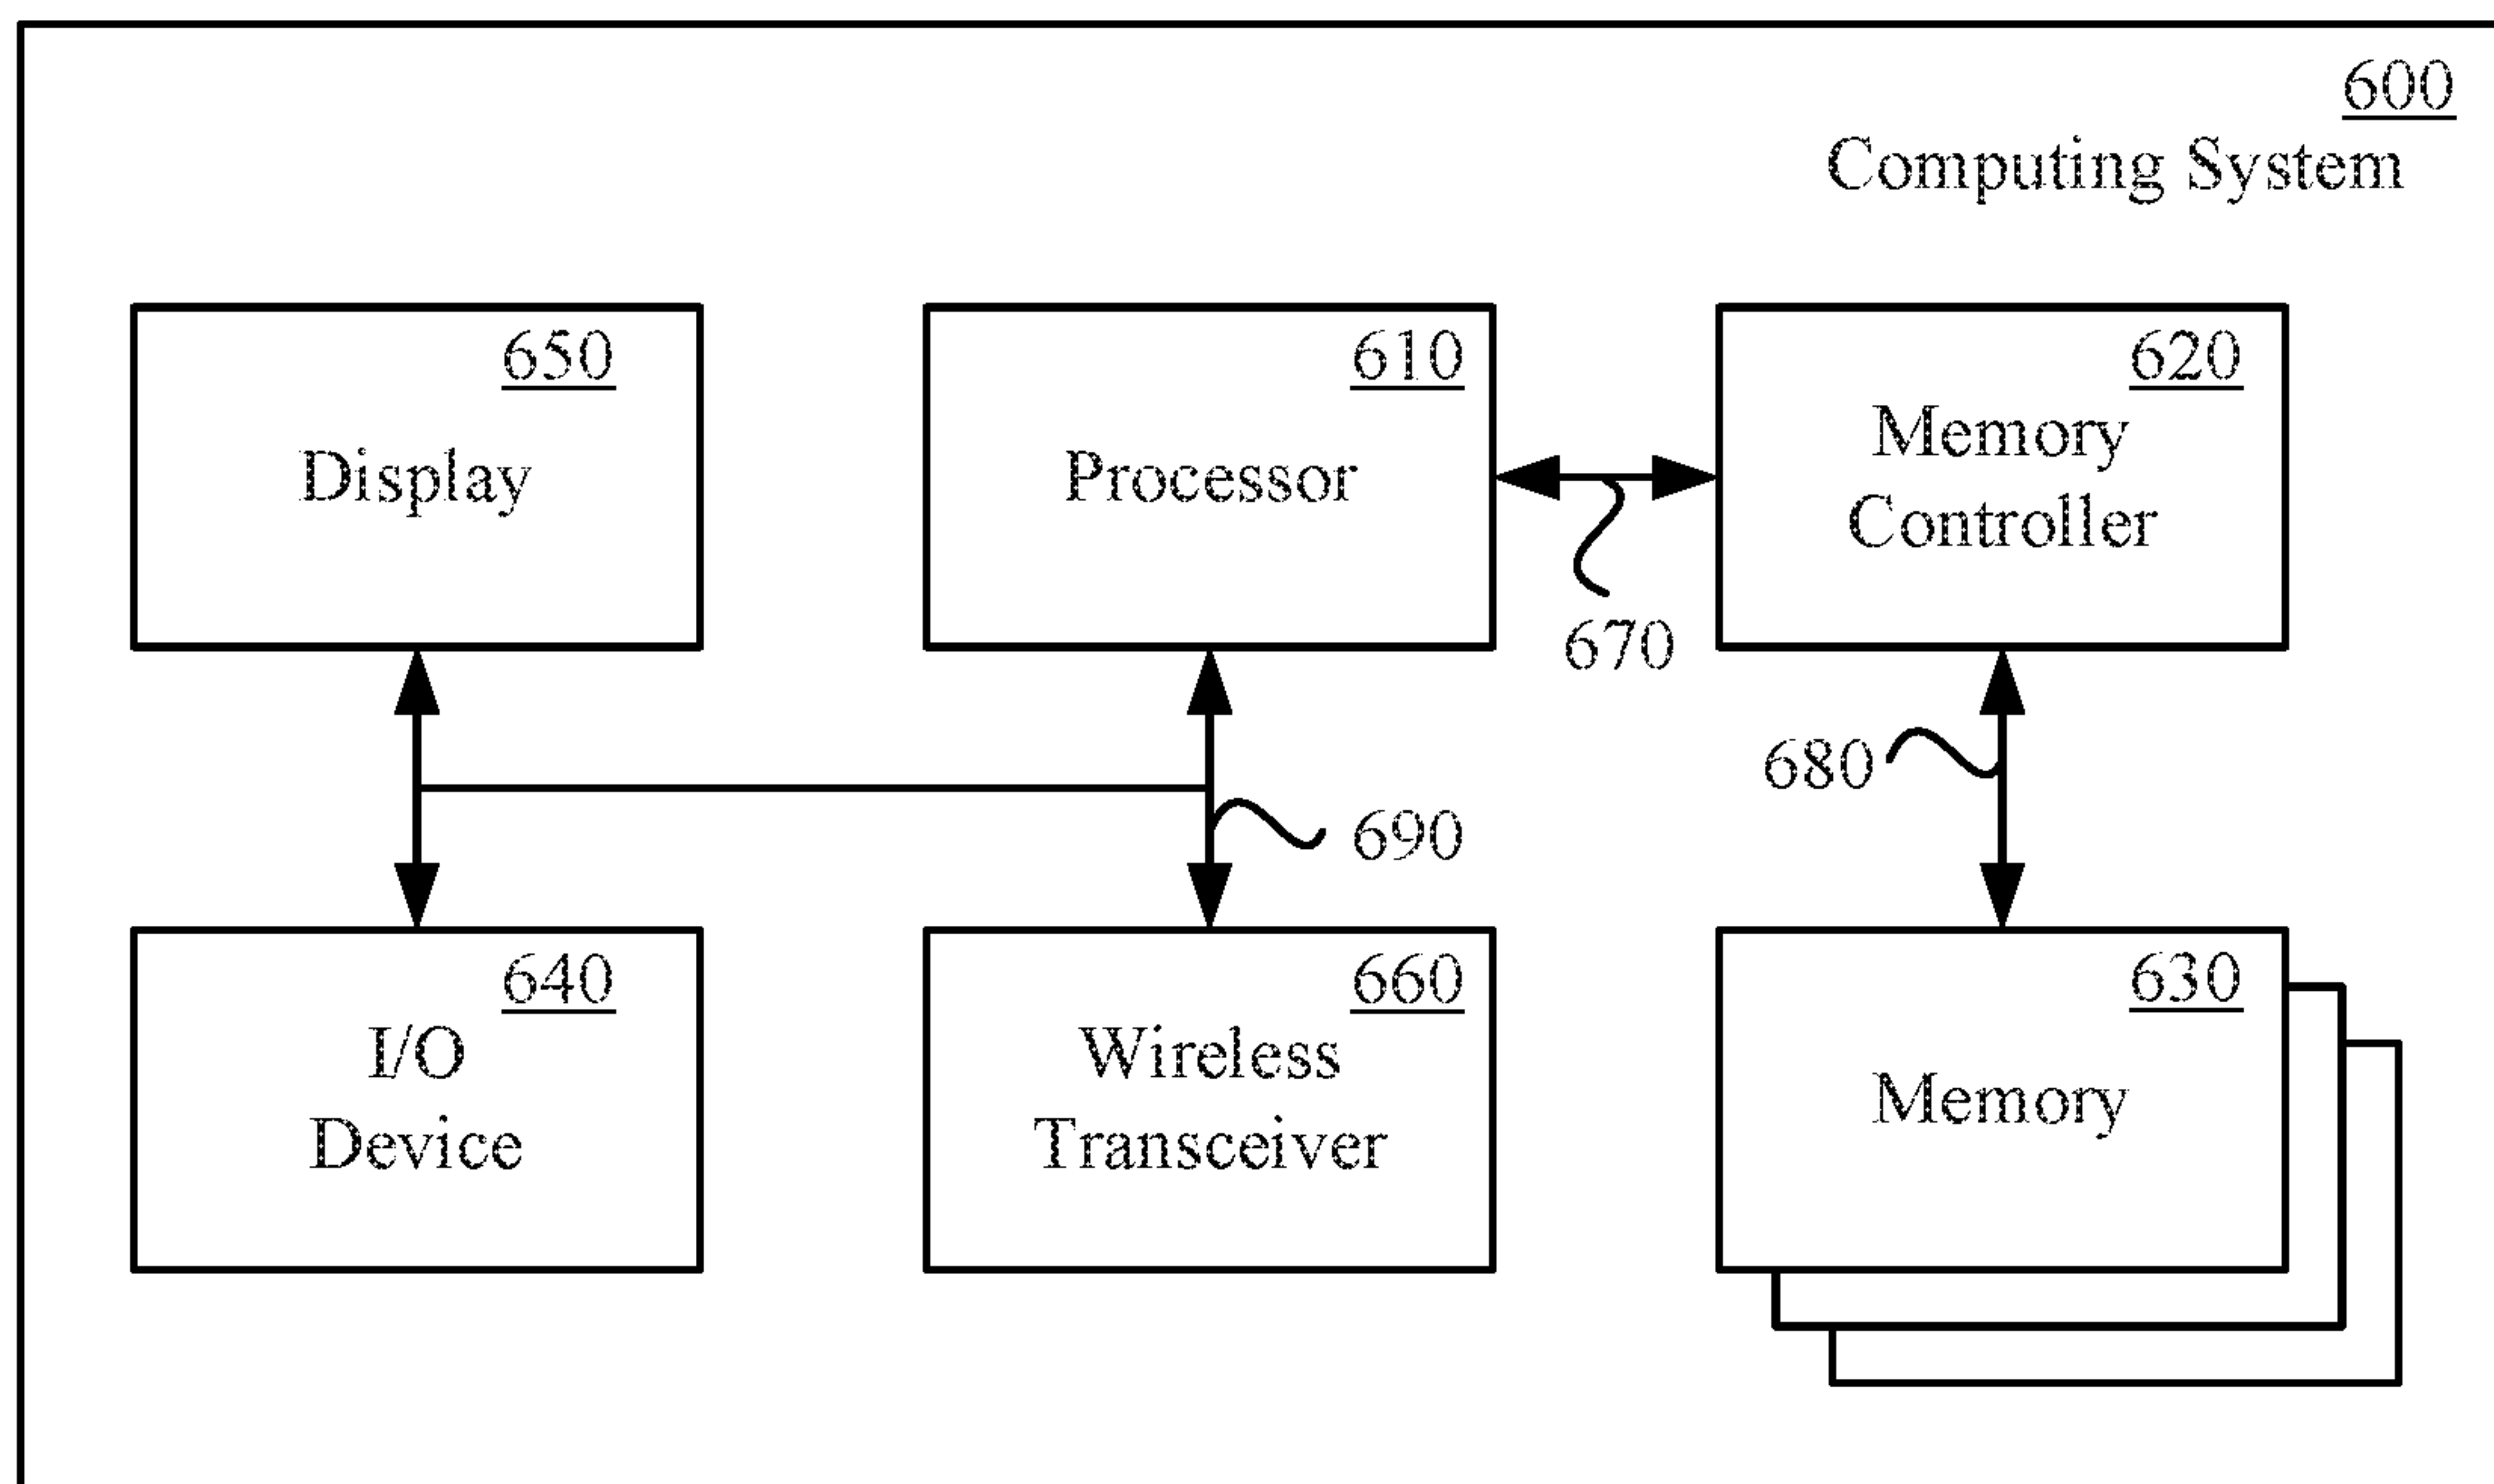 600
Computing System
650
Display
610
Processor
620
Memory
Controller
670
680
690
640
I/O
Device
660
Wireless
Transceiver
630
Memory